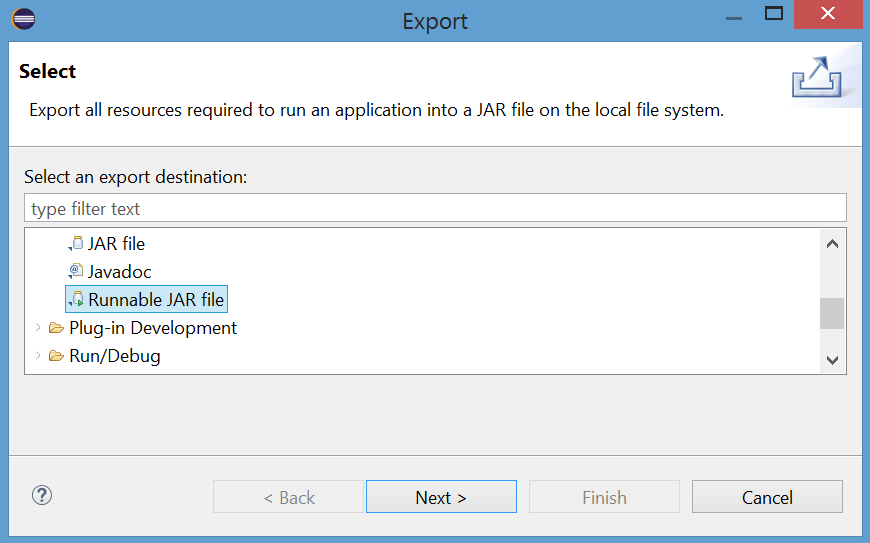 Export
Select
Export all resources required to run an application into a JAR file on the local file system.
Select an export destination:
type filter text
JAR file
Javadoc
Runnable JAR file
Plug-in Development
Run/Debug
< Back Next > Finish Cancel